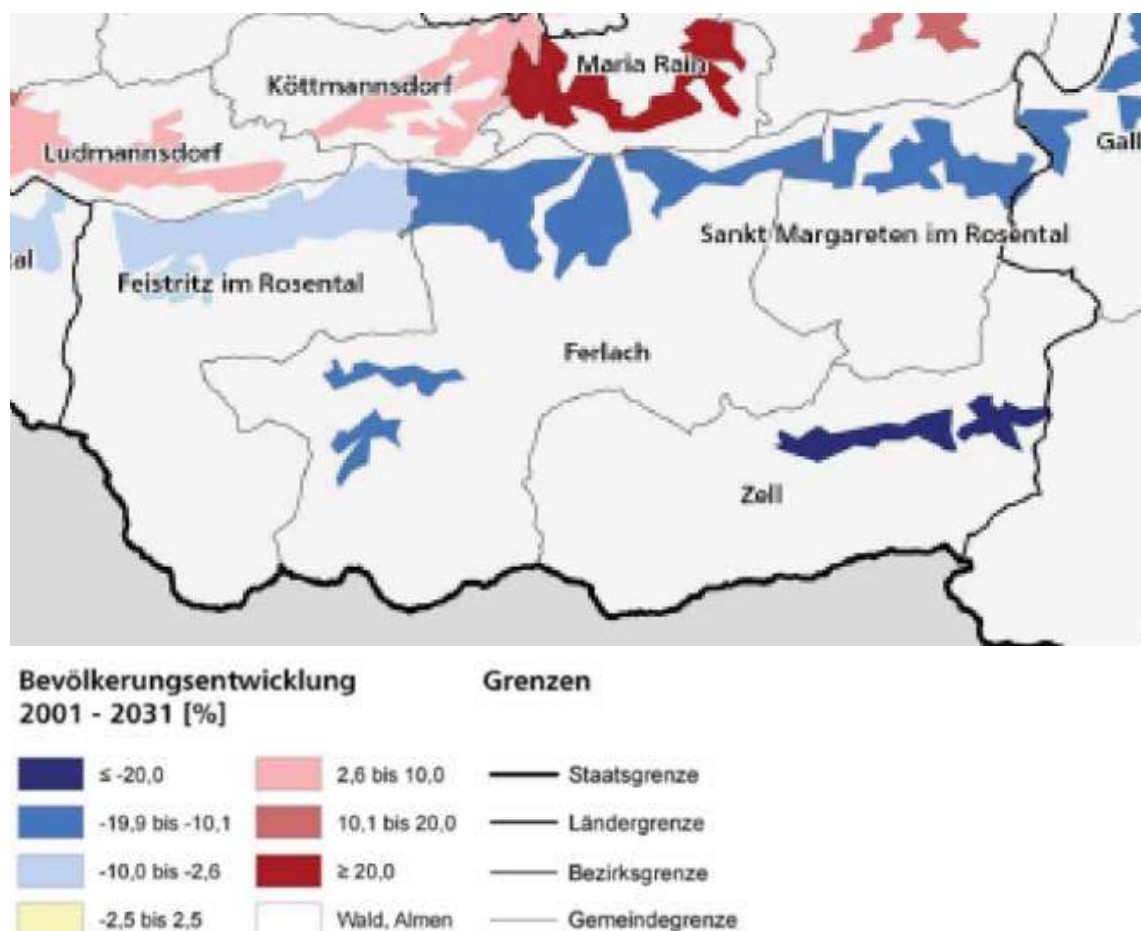 Maria Rain
Köttmannsdorf
Ludmannsdorf
Gall
Sankt Margareten im Rosental
al
Feistritz im Rosental
Ferlach
Zell
Bevölkerungsentwicklung
2001 - 2031 [%]
Grenzen
≤ -20,0
2,6 bis 10,0
Staatsgrenze
-19,9 bis -10,1
10,1 bis 20,0
Ländergrenze
-10,0 bis -2,6
≥ 20,0
Bezirksgrenze
-2,5 bis 2,5
Wald, Almen
Gemeindegrenze